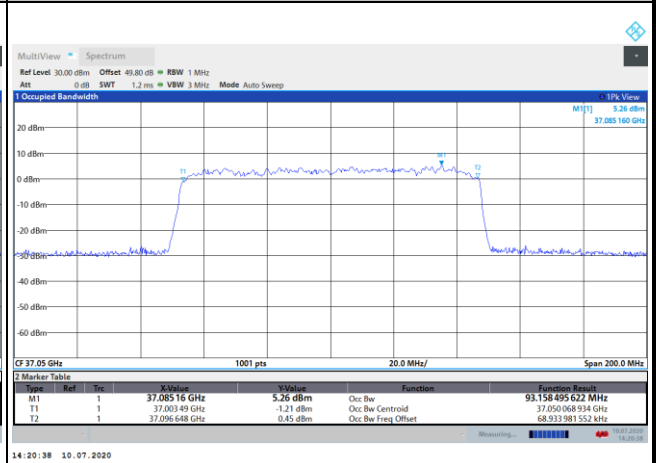 MultiView Spectrum
Ref Level 30.00 dBm Offset 49.80 dB RBW 1 MHz
Att 0 dB SWT 1.2 ms VBW 3 MHz Mode Auto Sweep
1 Occupied Bandwidth 1Pk View
M1[1] 5.26 dBm
37.085 160 GHz
20 dBm
10 dBm
M1
T1 T2
0 dBm
-10 dBm
-20 dBm
-30 dBm
-40 dBm
-50 dBm
-60 dBm
CF 37.05 GHz 1001 pts 20.0 MHz/ Span 200.0 MHz
2 Marker Table
Type Ref Trc X-Value Y-Value Function Function Result
M1 1 37.085 16 GHz 5.26 dBm Occ Bw 93.158 495 622 MHz
T1 1 37.003 49 GHz -1.21 dBm Occ Bw Centroid 37.050 068 934 GHz
T2 1 37.096 648 GHz 0.45 dBm Occ Bw Freq Offset 68.933 981 552 kHz
Measuring... 10.07.2020
14:20:38
14:20:38 10.07.2020